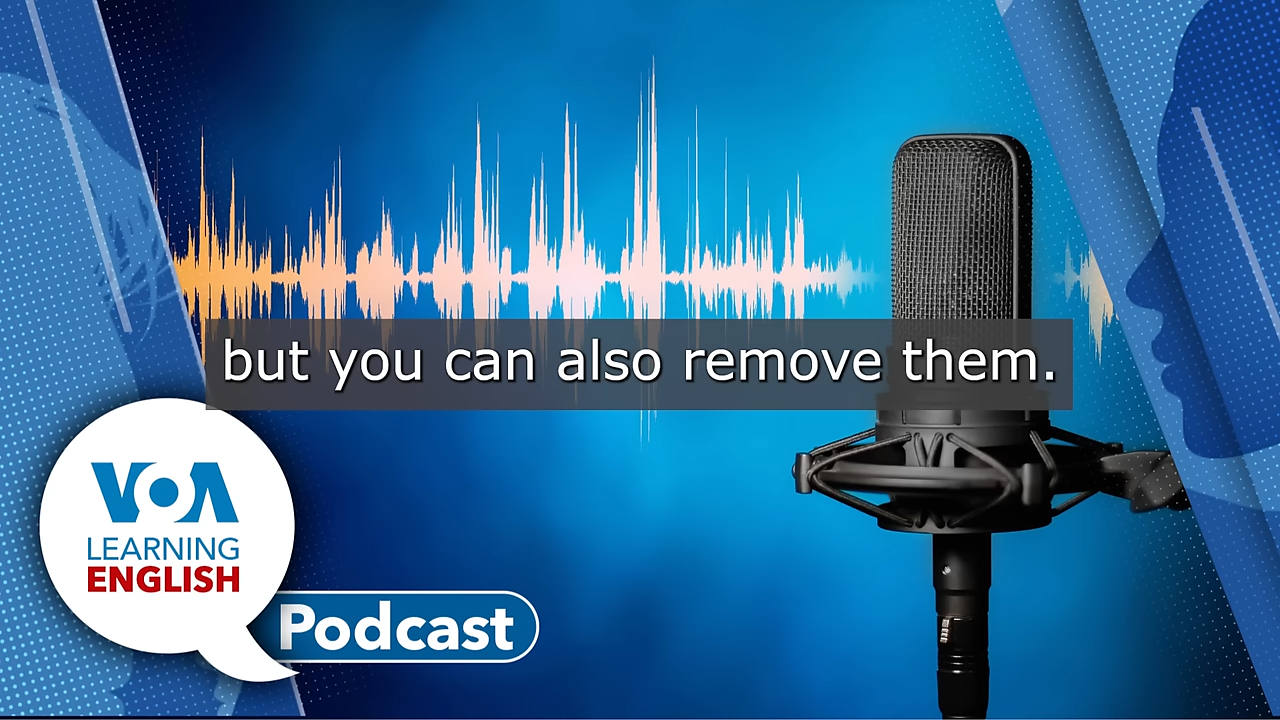 but you can also remove them.
VOA
LEARNING
ENGLISH
Podcast